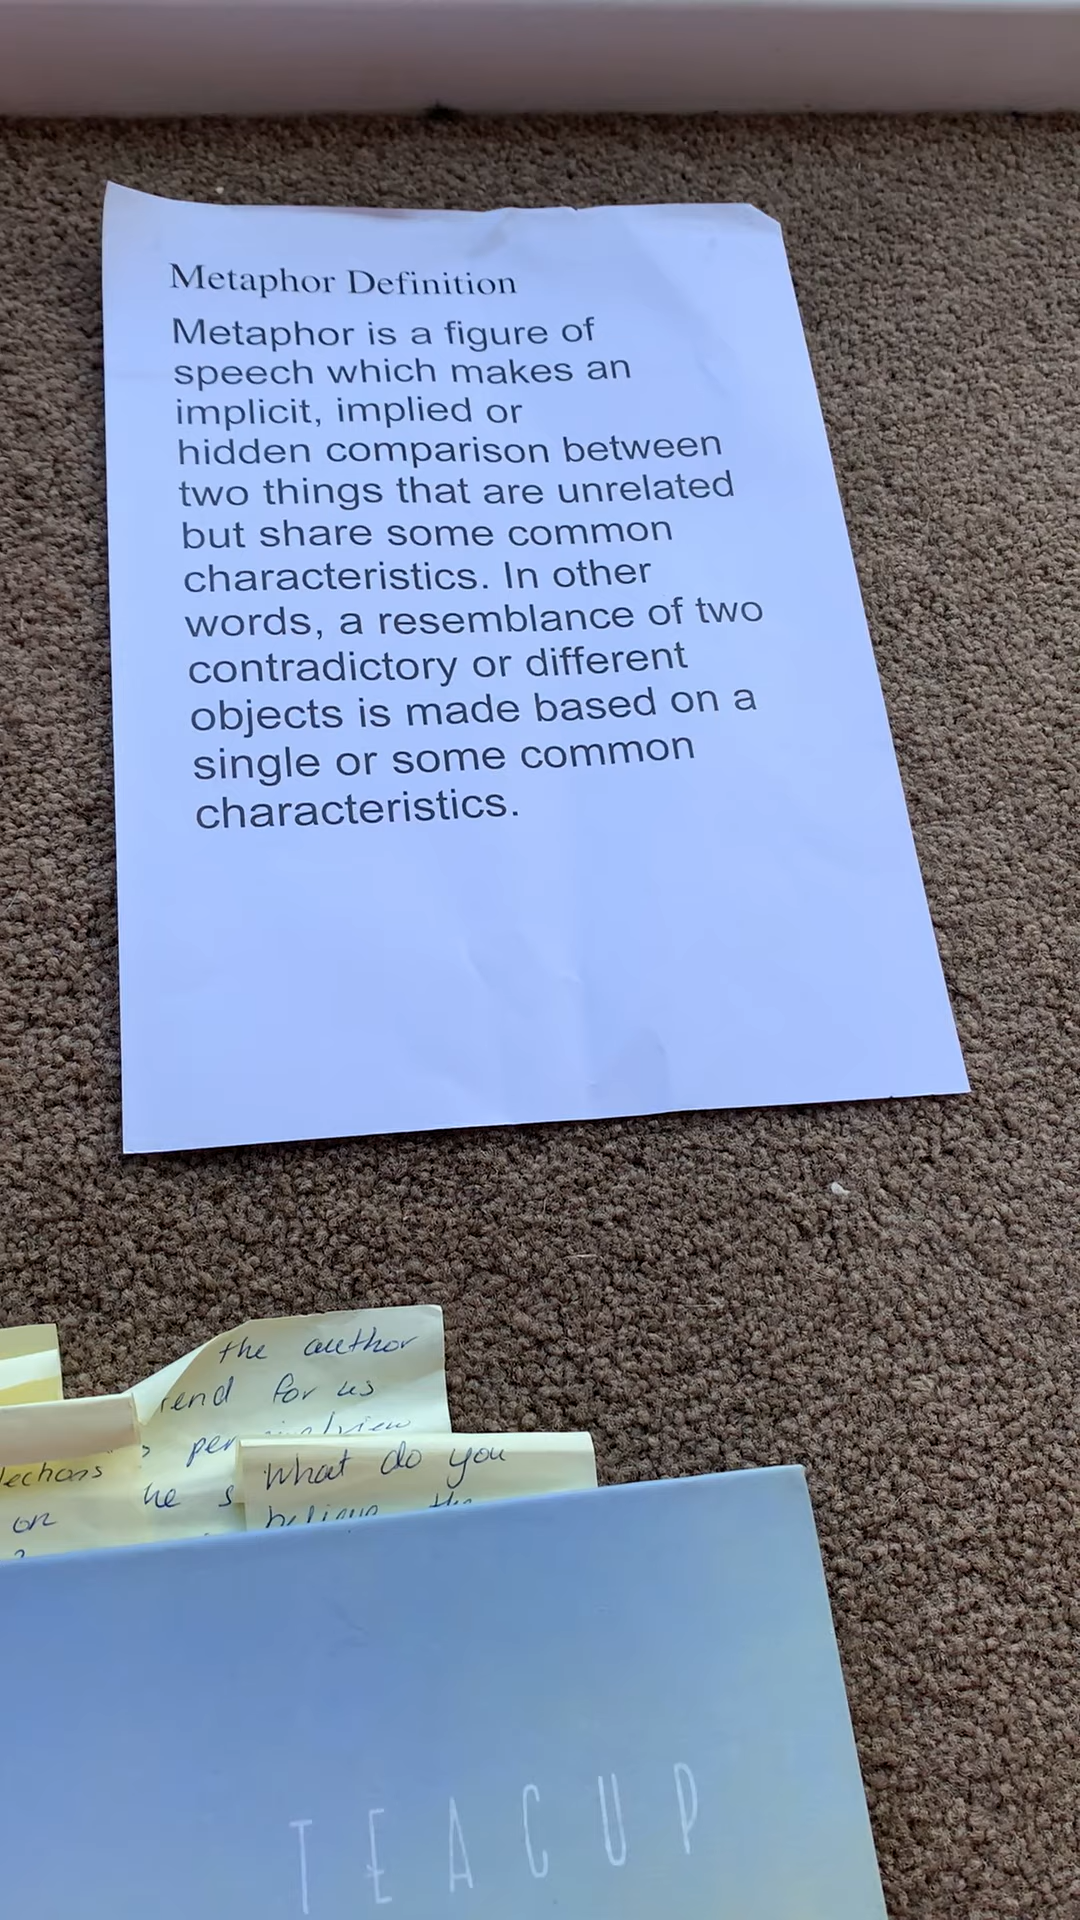 Metaphor Definition
Metaphor is a figure of
speech which makes an
implicit, implied or
hidden comparison between
two things that are unrelated
but share some common
characteristics. In other
words, a resemblance of two
contradictory or different
objects is made based on a
single or some common
characteristics.
the author
for us
What do you
on
he s
TEACUP